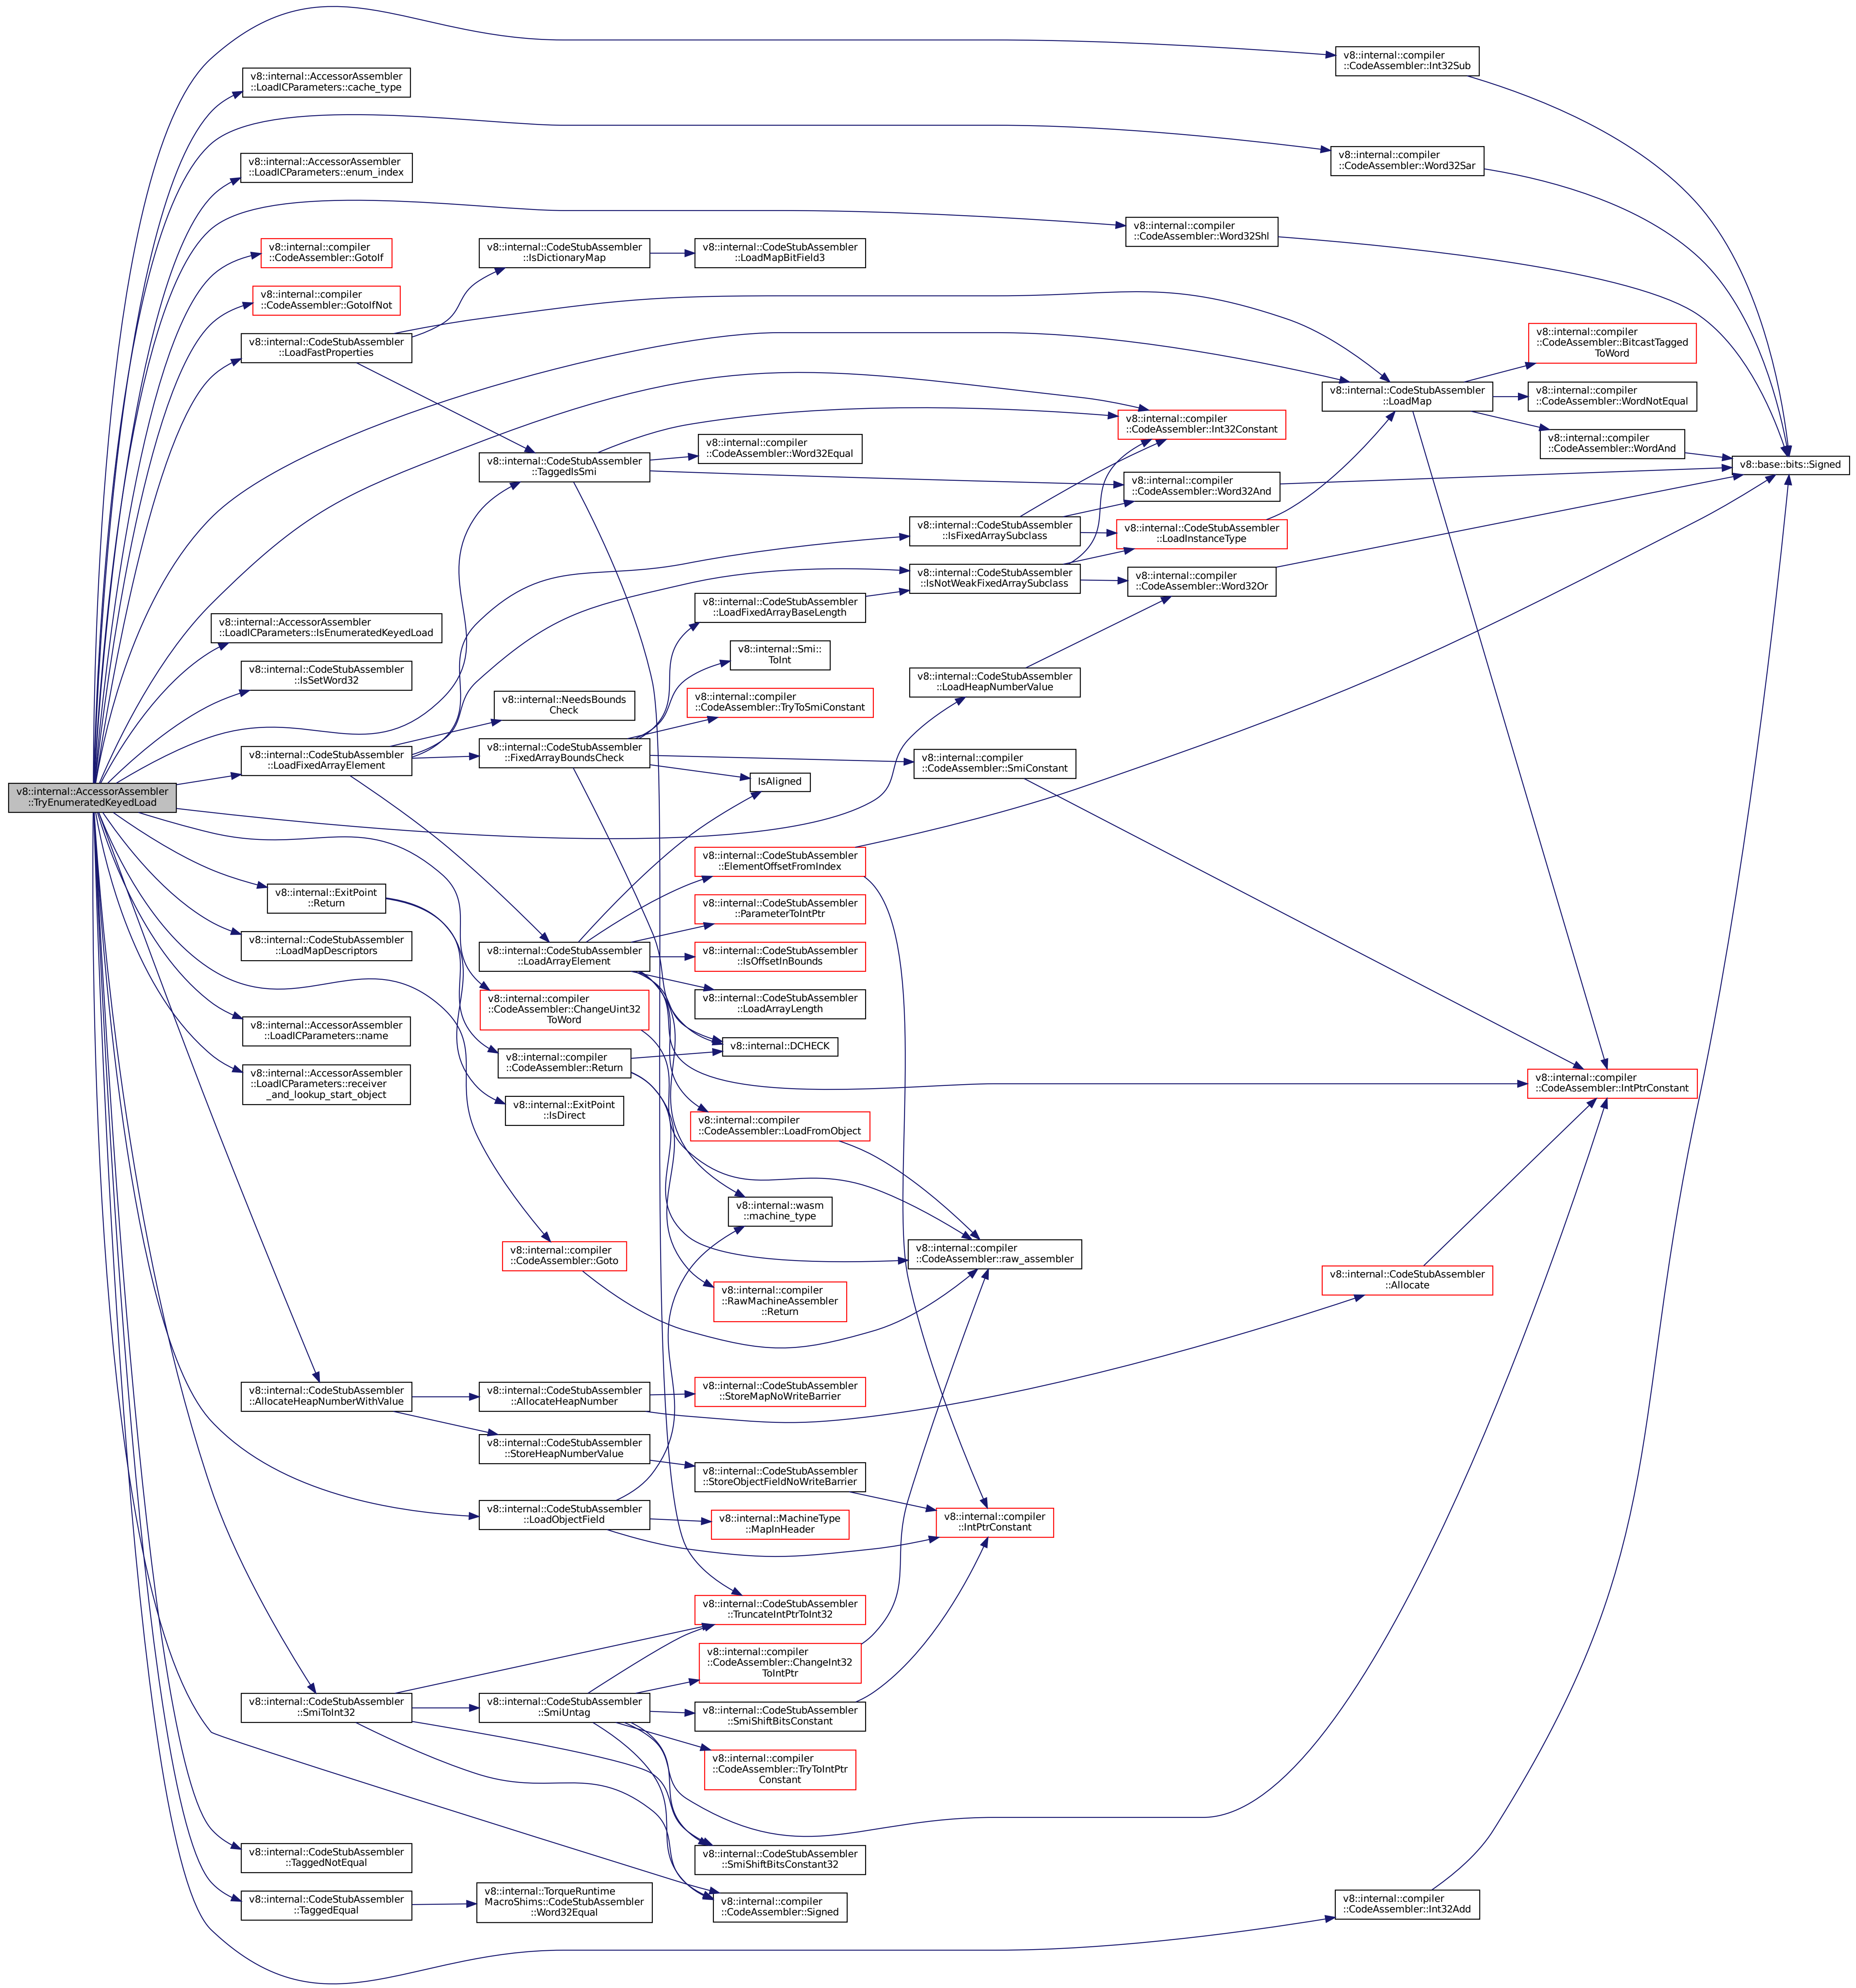 v8::internal::AccessorAssembler
::TryEnumeratedKeyedLoad
v8::internal::AccessorAssembler
::LoadICParameters::cache_type
v8::internal::AccessorAssembler
::LoadICParameters::enum_index
v8::internal::compiler
::CodeAssembler::GotoIf
v8::internal::compiler
::CodeAssembler::GotoIfNot
v8::internal::CodeStubAssembler
::LoadFastProperties
v8::internal::AccessorAssembler
::LoadICParameters::IsEnumeratedKeyedLoad
v8::internal::CodeStubAssembler
::IsSetWord32
v8::internal::CodeStubAssembler
::LoadFixedArrayElement
v8::internal::ExitPoint
::Return
v8::internal::CodeStubAssembler
::LoadMapDescriptors
v8::internal::AccessorAssembler
::LoadICParameters::name
v8::internal::AccessorAssembler
::LoadICParameters::receiver
_and_lookup_start_object
v8::internal::CodeStubAssembler
::AllocateHeapNumberWithValue
v8::internal::CodeStubAssembler
::SmiToInt32
v8::internal::CodeStubAssembler
::TaggedNotEqual
v8::internal::CodeStubAssembler
::TaggedEqual
v8::internal::CodeStubAssembler
::IsDictionaryMap
v8::internal::CodeStubAssembler
::TaggedIsSmi
v8::internal::NeedsBounds
Check
v8::internal::CodeStubAssembler
::FixedArrayBoundsCheck
v8::internal::CodeStubAssembler
::LoadArrayElement
v8::internal::compiler
::CodeAssembler::ChangeUint32
ToWord
v8::internal::compiler
::CodeAssembler::Return
v8::internal::ExitPoint
::IsDirect
v8::internal::compiler
::CodeAssembler::Goto
v8::internal::CodeStubAssembler
::AllocateHeapNumber
v8::internal::CodeStubAssembler
::StoreHeapNumberValue
v8::internal::CodeStubAssembler
::LoadObjectField
v8::internal::CodeStubAssembler
::SmiUntag
v8::internal::TorqueRuntime
MacroShims::CodeStubAssembler
::Word32Equal
v8::internal::CodeStubAssembler
::LoadMapBitField3
v8::internal::compiler
::CodeAssembler::Word32Equal
v8::internal::CodeStubAssembler
::LoadFixedArrayBaseLength
v8::internal::Smi::
ToInt
v8::internal::compiler
::CodeAssembler::TryToSmiConstant
IsAligned
v8::internal::CodeStubAssembler
::ElementOffsetFromIndex
v8::internal::CodeStubAssembler
::ParameterToIntPtr
v8::internal::CodeStubAssembler
::IsOffsetInBounds
v8::internal::CodeStubAssembler
::LoadArrayLength
v8::internal::DCHECK
v8::internal::compiler
::CodeAssembler::LoadFromObject
v8::internal::wasm
::machine_type
v8::internal::compiler
::RawMachineAssembler
::Return
v8::internal::CodeStubAssembler
::StoreMapNoWriteBarrier
v8::internal::CodeStubAssembler
::StoreObjectFieldNoWriteBarrier
v8::internal::MachineType
::MapInHeader
v8::internal::CodeStubAssembler
::TruncateIntPtrToInt32
v8::internal::compiler
::CodeAssembler::ChangeInt32
ToIntPtr
v8::internal::CodeStubAssembler
::SmiShiftBitsConstant
v8::internal::compiler
::CodeAssembler::TryToIntPtr
Constant
v8::internal::CodeStubAssembler
::SmiShiftBitsConstant32
v8::internal::compiler
::CodeAssembler::Signed
v8::internal::CodeStubAssembler
::IsFixedArraySubclass
v8::internal::CodeStubAssembler
::IsNotWeakFixedArraySubclass
v8::internal::CodeStubAssembler
::LoadHeapNumberValue
v8::internal::compiler
::CodeAssembler::SmiConstant
v8::internal::compiler
::CodeAssembler::raw_assembler
v8::internal::compiler
::IntPtrConstant
v8::internal::compiler
::CodeAssembler::Word32Shl
v8::internal::compiler
::CodeAssembler::Int32Constant
v8::internal::compiler
::CodeAssembler::Word32And
v8::internal::CodeStubAssembler
::LoadInstanceType
v8::internal::compiler
::CodeAssembler::Word32Or
v8::internal::compiler
::CodeAssembler::Int32Sub
v8::internal::compiler
::CodeAssembler::Word32Sar
v8::internal::CodeStubAssembler
::LoadMap
v8::internal::CodeStubAssembler
::Allocate
v8::internal::compiler
::CodeAssembler::Int32Add
v8::internal::compiler
::CodeAssembler::BitcastTagged
ToWord
v8::internal::compiler
::CodeAssembler::WordNotEqual
v8::internal::compiler
::CodeAssembler::WordAnd
v8::internal::compiler
::CodeAssembler::IntPtrConstant
v8::base::bits::Signed